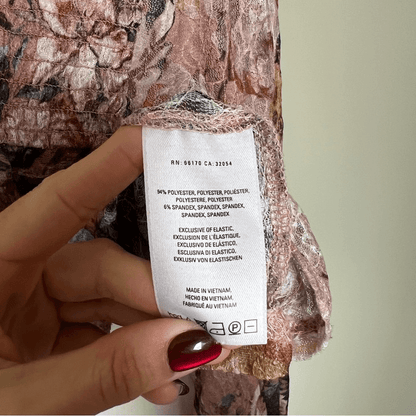 RN: 66170 CA: 32054
94% POLYESTER, POLYESTER, POLIÉSTER,
POLYESTERE, POLYESTER
6% SPANDEX, SPANDEX, SPANDEX,
SPANDEX, SPANDEX
EXCLUSIVE OF ELASTIC.
EXCLUSION DE L'ÉLASTIQUE.
EXCLUSIVO DE ELÁSTICO.
ESCLUSIVI DI ELASTICO.
EXKLUSIV VON ELASTISCHEN
MADE IN VIETNAM.
HECHO EN VIETNAM.
FABRIQUÉ AU VIETNAM
P